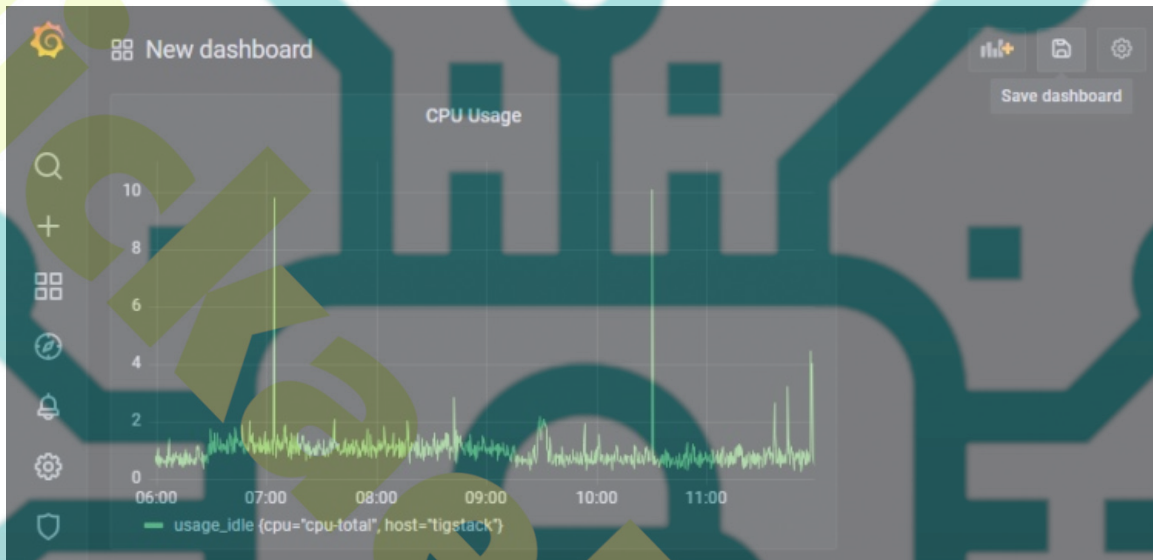 New dashboard
Save dashboard
CPU Usage
10
8
6
4
2
0
06:00 07:00 08:00 09:00 10:00 11:00
usage_idle {cpu="cpu-total", host="tigstack"}